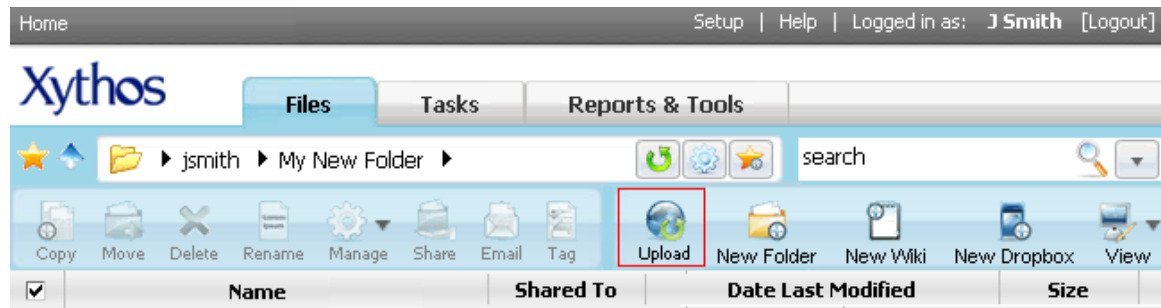 Home Setup | Help | Logged in as: J Smith [Logout]
Xythos
Files Tasks Reports & Tools
jsmith My New Folder search
Copy Move Delete Rename Manage Share Email Tag Upload New Folder New Wiki New Dropbox View
Name Shared To Date Last Modified Size